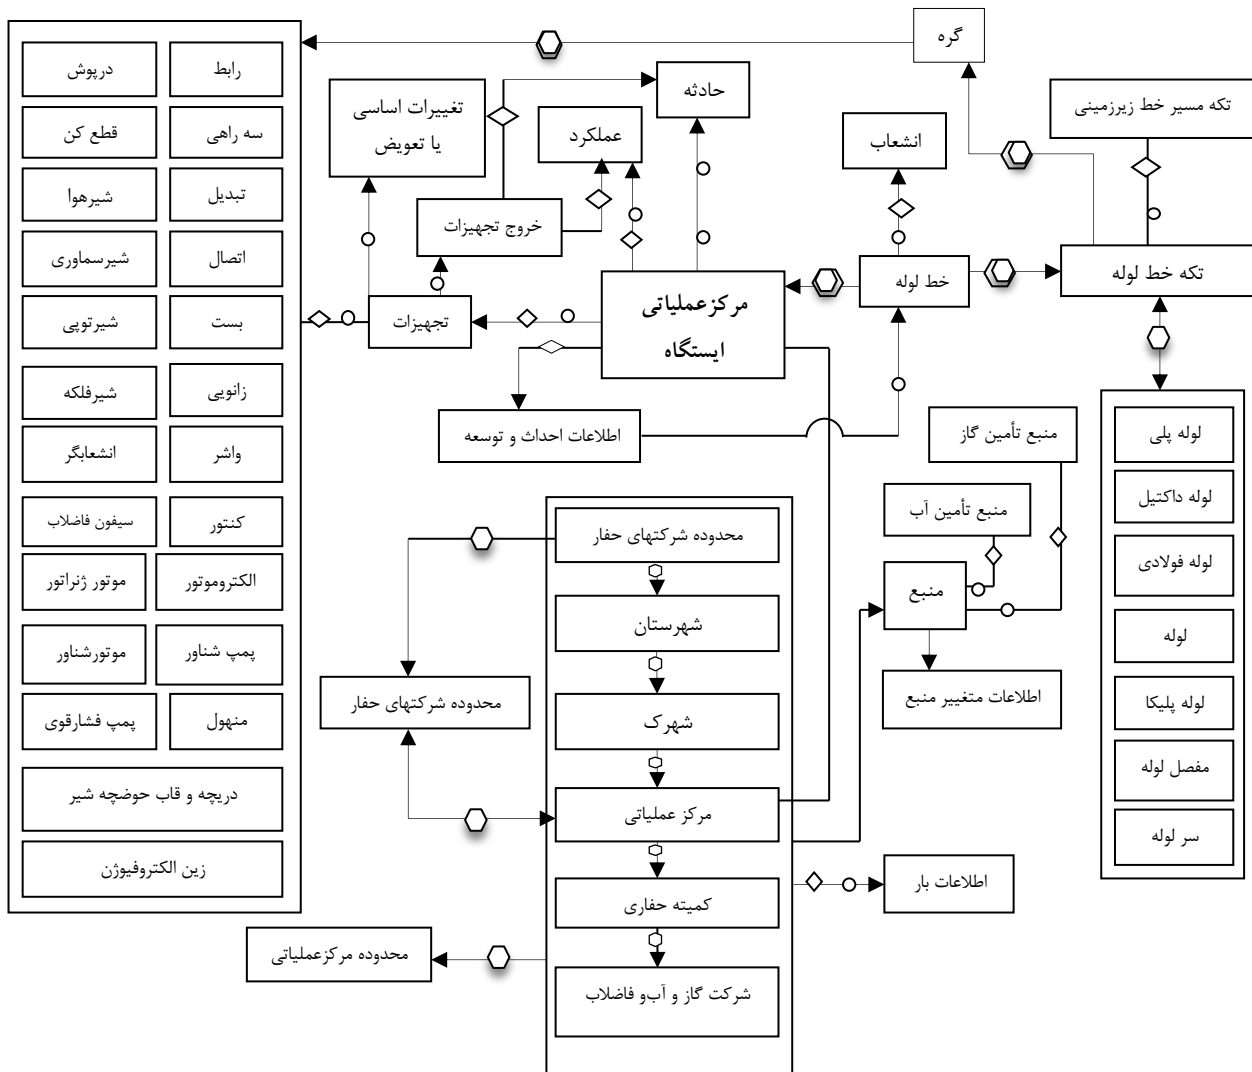 گره
حادثه
تغییرات اساسی
یا تعویض
عملکرد
انشعاب
تکه مسیر خط زیرزمینی
خروج تجهیزات
تجهیزات
مرکزعملیاتی
ایستگاه
خط لوله
تکه خط لوله
اطلاعات احداث و توسعه
رابط
درپوش
سه راهی
قطع کن
تبدیل
شیرهوا
اتصال
شیرسماوری
بست
شیرتوپی
زانویی
شیرفلکه
واشر
انشعابگر
کنتور
سیفون فاضلاب
الکتروموتور
موتور ژنراتور
پمپ شناور
موتورشناور
منهول
پمپ فشارقوی
دریچه و قاب حوضچه شیر
زین الکتروفیوژن
لوله پلی
لوله داکتیل
لوله فولادی
لوله
لوله پلیکا
مفصل لوله
سر لوله
منبع تأمین گاز
منبع تأمین آب
منبع
اطلاعات متغییر منبع
اطلاعات بار
محدوده شرکتهای حفار
شهرستان
شهرک
مرکز عملیاتی
کمیته حفاری
شرکت گاز و آب‌و فاضلاب
محدوده شرکتهای حفار
محدوده مرکزعملیاتی